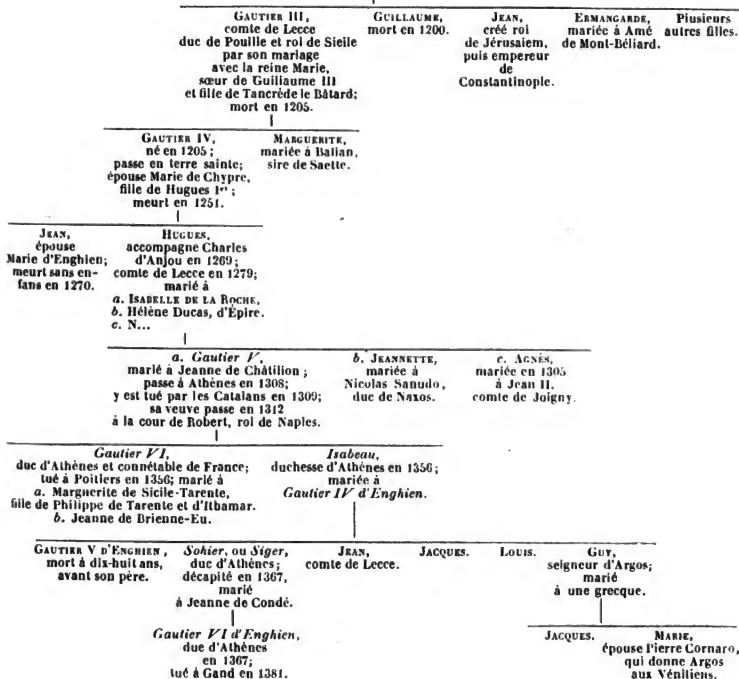 GAUTIER III,
comte de Lecce
duc de Pouille et roi de Sicile
par son mariage
avec la reine Marie,
sœur de Guillaume III
et fille de Tancrède le Bâtard;
mort en 1205.
GUILLAUME,
mort en 1200.
JEAN,
créé roi
de Jérusalem,
puis empereur
de
Constantinople.
ERMANGARDE,
mariée à Amé
de Mont-Béliard.
Plusieurs
autres filles.
GAUTIER IV,
né en 1205;
passe en terre sainte;
épouse Marie de Chypre,
fille de Hugues Ier;
meurt en 1251.
MARGUERITE,
mariée à Balian,
sire de Saette.
JEAN,
épouse
Marie d'Enghien;
meurt sans en-
fans en 1270.
HUGUES,
accompagne Charles
d'Anjou en 1269;
comte de Lecce en 1279;
marié à
a. ISABELLE DE LA ROCHE,
b. Hélène Ducas, d'Épire.
c. N...
a. Gautier V,
marié à Jeanne de Châtillon;
passe à Athènes en 1308;
y est tué par les Catalans en 1309;
sa veuve passe en 1312
à la cour de Robert, roi de Naples.
b. JEANNETTE,
mariée à
Nicolas Sanudo,
duc de Naxos.
c. AGNÈS,
mariée en 1305
à Jean II,
comte de Joigny.
Gautier VI,
duc d'Athènes et connétable de France;
tué à Poitiers en 1356; marié à
a. Marguerite de Sicile-Tarente,
fille de Philippe de Tarente et d'Itbamar.
b. Jeanne de Brienne-Eu.
Isabeau,
duchesse d'Athènes en 1356;
mariée à
Gautier IV d'Enghien.
GAUTIER V D'ENGHIEN,
mort à dix-huit ans,
avant son père.
Sohier, ou Siger,
duc d'Athènes;
décapité en 1367,
marié
à Jeanne de Condé.
JEAN,
comte de Lecce.
JACQUES.
LOUIS.
GUY,
seigneur d'Argos;
marié
à une grecque.
Gautier VI d'Enghien,
duc d'Athènes
en 1367;
tué à Gand en 1381.
JACQUES.
MARIE,
épouse Pierre Cornaro,
qui donne Argos
aux Vénitiens.